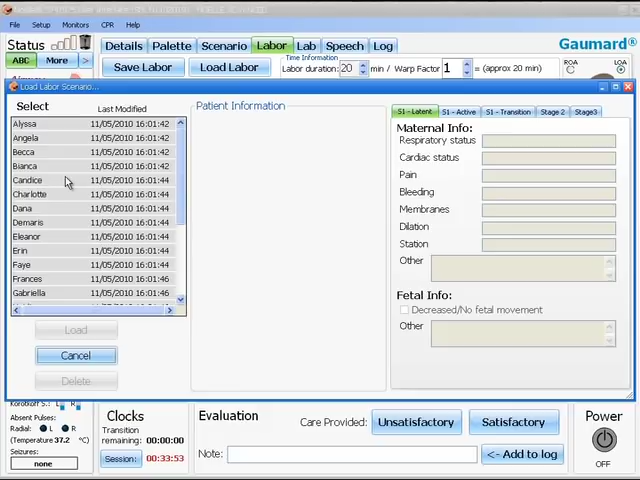 File Setup Monitors CPR Help
Status
Details Palette Scenario Labor Lab Speech Log
Gaumard®
ABC More >
Save Labor Load Labor
Time Information
Labor duration: 20 min / Warp Factor 1 = (approx 20 min)
ROA LOA
Load Labor Scenario...
Select
Last Modified
Alyssa 11/05/2010 16:01:42
Angela 11/05/2010 16:01:42
Becca 11/05/2010 16:01:42
Bianca 11/05/2010 16:01:42
Candice 11/05/2010 16:01:44
Charlotte 11/05/2010 16:01:44
Dana 11/05/2010 16:01:44
Demaris 11/05/2010 16:01:44
Eleanor 11/05/2010 16:01:44
Erin 11/05/2010 16:01:44
Faye 11/05/2010 16:01:44
Frances 11/05/2010 16:01:46
Gabriella 11/05/2010 16:01:46
Load
Cancel
Delete
Patient Information
S1 - Latent S1 - Active S1 - Transition Stage 2 Stage3
Maternal Info:
Respiratory status
Cardiac status
Pain
Bleeding
Membranes
Dilation
Station
Other
Fetal Info:
Decreased/No fetal movement
Other
Korotkoff S.: L R
Absent Pulses:
Radial: L R
(Temperature 37.2 °C)
Seizures:
none
Clocks
Transition
remaining: 00:00:00
Session: 00:33:53
Evaluation
Care Provided: Unsatisfactory Satisfactory
Note: <- Add to log
Power
OFF